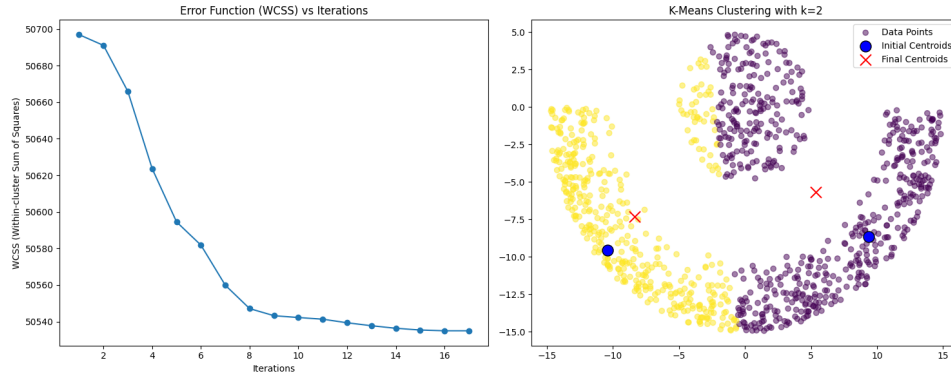 Error Function (WCSS) vs Iterations
WCSS (Within-cluster Sum of Squares)
50700
50680
50660
50640
50620
50600
50580
50560
50540
2 4 6 8 10 12 14 16
Iterations
K-Means Clustering with k=2
Data Points
Initial Centroids
Final Centroids
5.0
2.5
0.0
−2.5
−5.0
−7.5
−10.0
−12.5
−15.0
−15 −10 −5 0 5 10 15